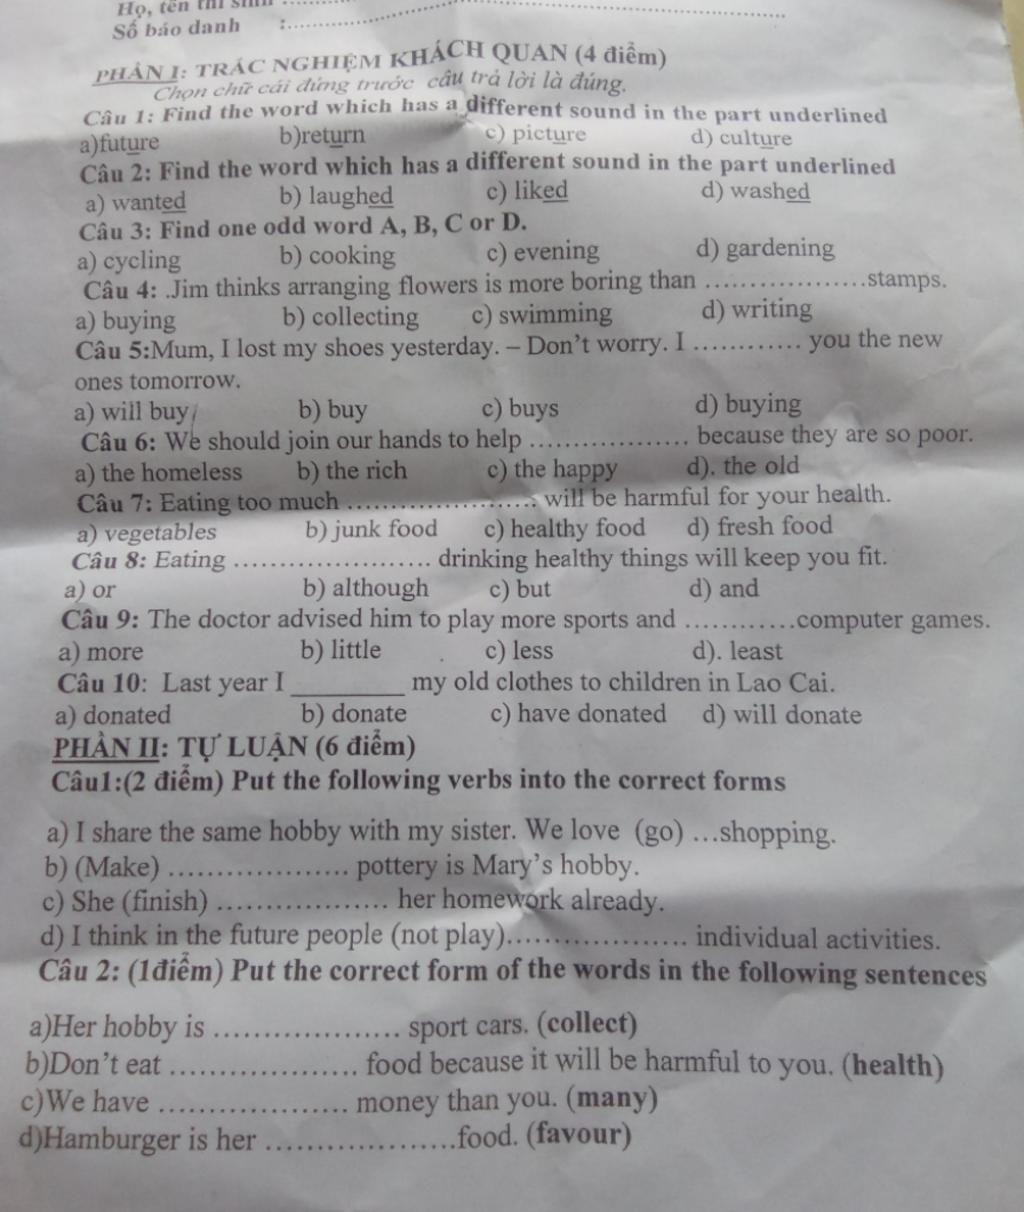 Họ, tên thí sinh ..................................
Số báo danh :..................................
PHẦN I: TRẮC NGHIỆM KHÁCH QUAN (4 điểm)
Chọn chữ cái đứng trước câu trả lời là đúng.
Câu 1: Find the word which has a different sound in the part underlined
a)future b)return c) picture d) culture
Câu 2: Find the word which has a different sound in the part underlined
a) wanted b) laughed c) liked d) washed
Câu 3: Find one odd word A, B, C or D.
a) cycling b) cooking c) evening d) gardening
Câu 4: .Jim thinks arranging flowers is more boring than ..................stamps.
a) buying b) collecting c) swimming d) writing
Câu 5:Mum, I lost my shoes yesterday. – Don't worry. I ............ you the new
ones tomorrow.
a) will buy b) buy c) buys d) buying
Câu 6: We should join our hands to help .................. because they are so poor.
a) the homeless b) the rich c) the happy d). the old
Câu 7: Eating too much ..................... will be harmful for your health.
a) vegetables b) junk food c) healthy food d) fresh food
Câu 8: Eating ...................... drinking healthy things will keep you fit.
a) or b) although c) but d) and
Câu 9: The doctor advised him to play more sports and ............computer games.
a) more b) little c) less d). least
Câu 10: Last year I _________ my old clothes to children in Lao Cai.
a) donated b) donate c) have donated d) will donate
PHẦN II: TỰ LUẬN (6 điểm)
Câu1:(2 điểm) Put the following verbs into the correct forms
a) I share the same hobby with my sister. We love (go) ...shopping.
b) (Make) .................... pottery is Mary's hobby.
c) She (finish) ................... her homework already.
d) I think in the future people (not play).................... individual activities.
Câu 2: (1điểm) Put the correct form of the words in the following sentences
a)Her hobby is .................... sport cars. (collect)
b)Don't eat .................... food because it will be harmful to you. (health)
c)We have .................... money than you. (many)
d)Hamburger is her ....................food. (favour)